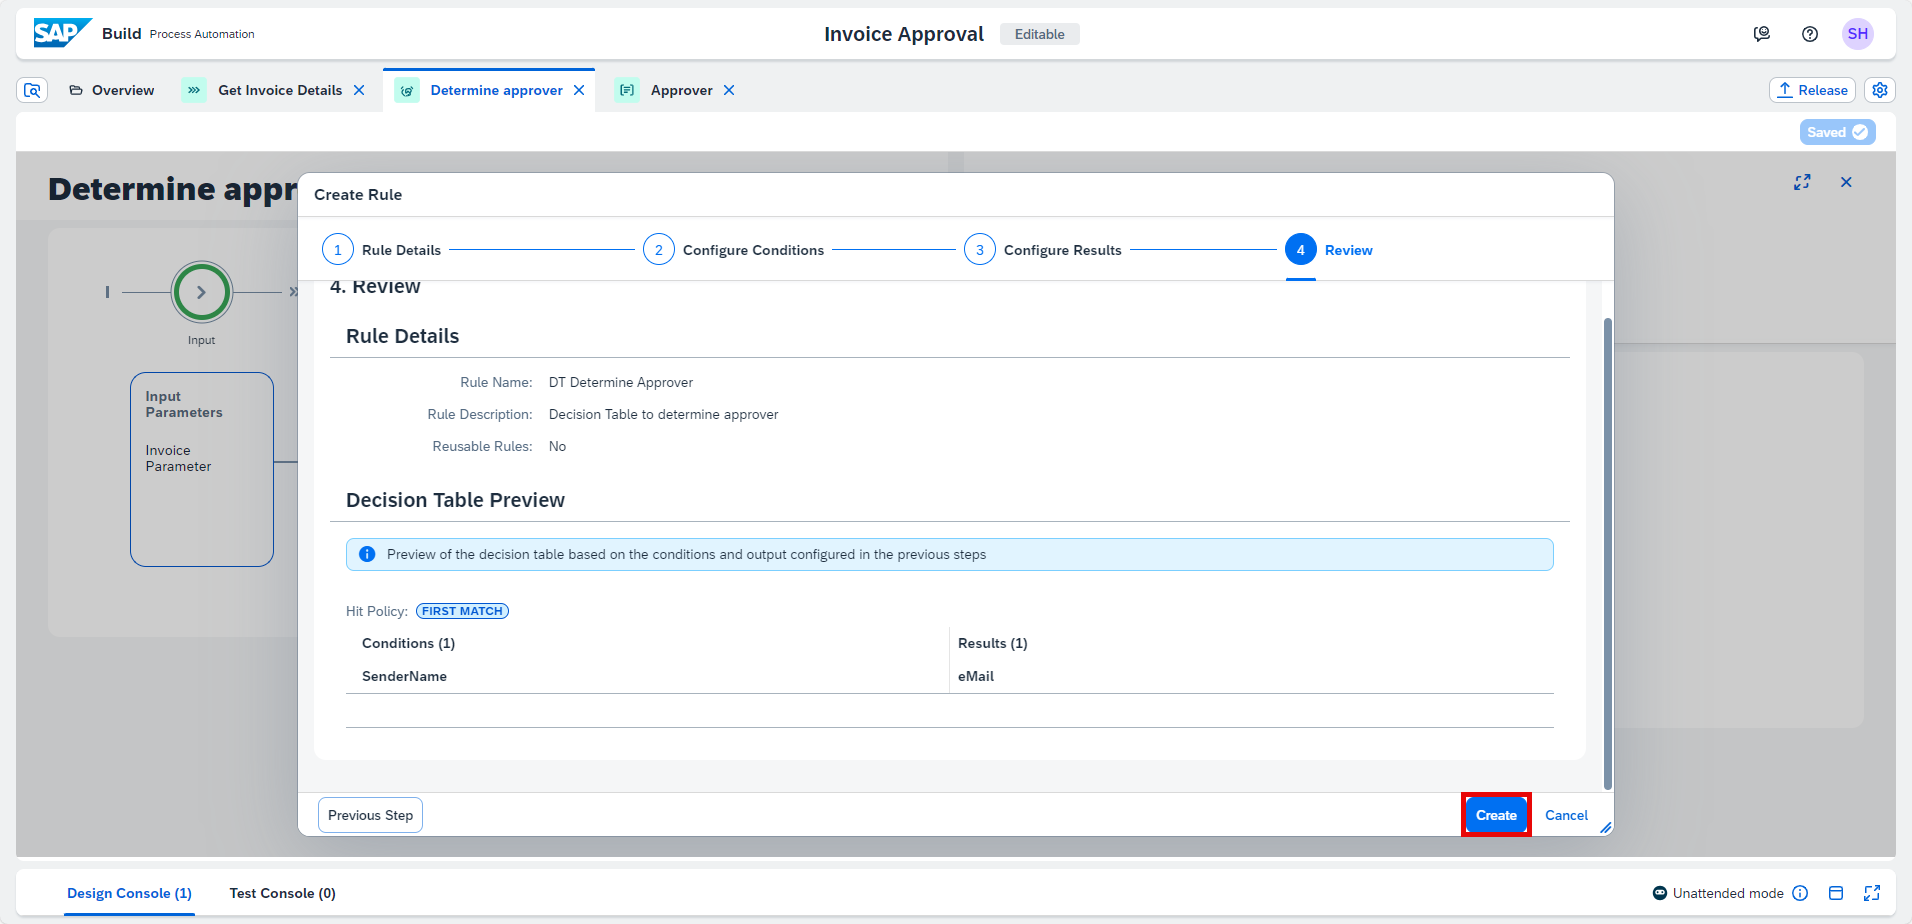 SAP Build Process Automation
Invoice Approval
Editable
SH
Overview
Get Invoice Details
Determine approver
Approver
Release
Saved
Determine appr
Input
Input
Parameters
Invoice
Parameter
Create Rule
1 Rule Details
2 Configure Conditions
3 Configure Results
4 Review
4. Review
Rule Details
Rule Name: DT Determine Approver
Rule Description: Decision Table to determine approver
Reusable Rules: No
Decision Table Preview
Preview of the decision table based on the conditions and output configured in the previous steps
Hit Policy: FIRST MATCH
Conditions (1) Results (1)
SenderName eMail
Previous Step
Create
Cancel
Design Console (1)
Test Console (0)
Unattended mode